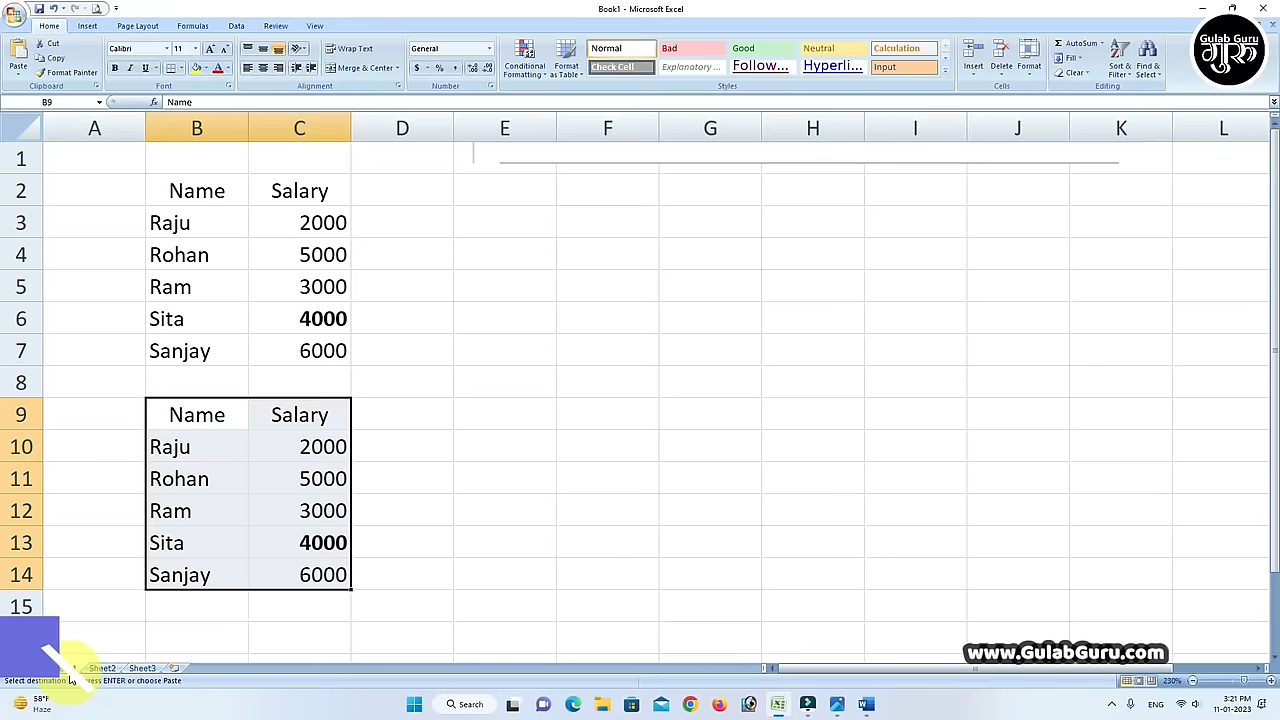 Book1 - Microsoft Excel
Home Insert Page Layout Formulas Data Review View
Paste Cut Copy Format Painter Clipboard
Calibri 11 B I U Font
Wrap Text Merge & Center Alignment
General $ % , Number
Conditional Formatting Format as Table
Normal Bad Good Neutral Calculation
Check Cell Explanatory ... Follow... Hyperli... Input
Styles
Insert Delete Format Cells
AutoSum Fill Clear Sort & Filter Find & Select Editing
Gulab Guru
गुरु
B9 fx Name
A B C D E F G H I J K L
1
2 Name Salary
3 Raju 2000
4 Rohan 5000
5 Ram 3000
6 Sita 4000
7 Sanjay 6000
8
9 Name Salary
10 Raju 2000
11 Rohan 5000
12 Ram 3000
13 Sita 4000
14 Sanjay 6000
15
www.GulabGuru.com
Sheet2 Sheet3
Select destination press ENTER or choose Paste
230%
58°F
Haze
Search
ENG
3:21 PM
11-01-2023